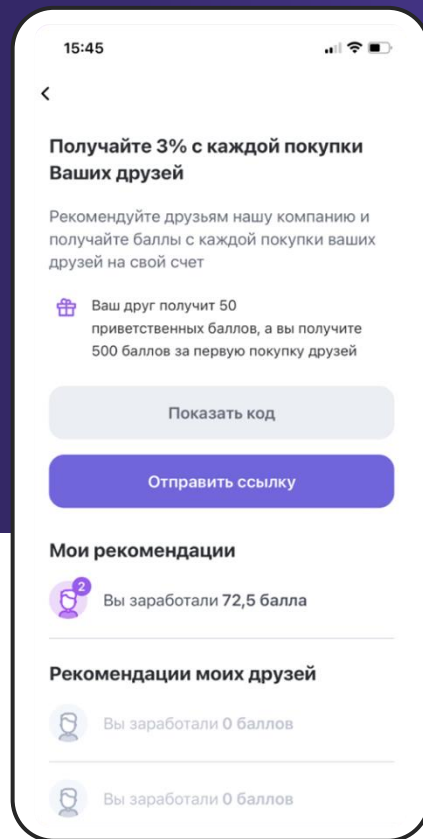 15:45
Получайте 3% с каждой покупки
Ваших друзей
Рекомендуйте друзьям нашу компанию и
получайте баллы с каждой покупки ваших
друзей на свой счет
Ваш друг получит 50
приветственных баллов, а вы получите
500 баллов за первую покупку друзей
Показать код
Отправить ссылку
Мои рекомендации
2
Вы заработали 72,5 балла
Рекомендации моих друзей
Вы заработали 0 баллов
Вы заработали 0 баллов